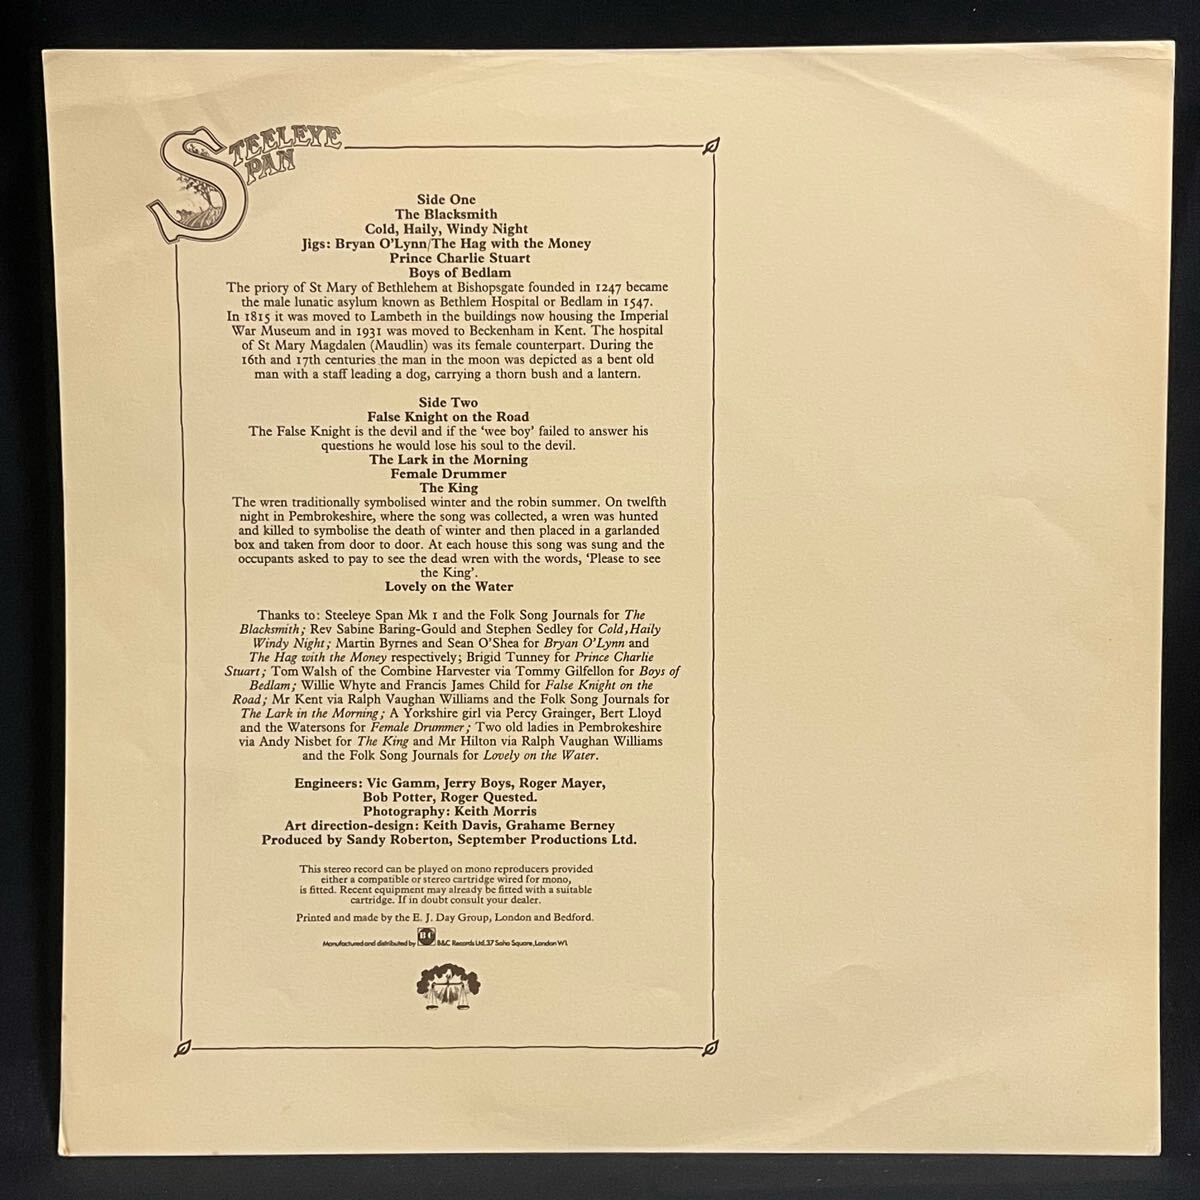 STEELEYE
SPAN
Side One
The Blacksmith
Cold, Haily, Windy Night
Jigs: Bryan O'Lynn/The Hag with the Money
Prince Charlie Stuart
Boys of Bedlam
The priory of St Mary of Bethlehem at Bishopsgate founded in 1247 became
the male lunatic asylum known as Bethlem Hospital or Bedlam in 1547.
In 1815 it was moved to Lambeth in the buildings now housing the Imperial
War Museum and in 1931 was moved to Beckenham in Kent. The hospital
of St Mary Magdalen (Maudlin) was its female counterpart. During the
16th and 17th centuries the man in the moon was depicted as a bent old
man with a staff leading a dog, carrying a thorn bush and a lantern.
Side Two
False Knight on the Road
The False Knight is the devil and if the ‘wee boy’ failed to answer his
questions he would lose his soul to the devil.
The Lark in the Morning
Female Drummer
The King
The wren traditionally symbolised winter and the robin summer. On twelfth
night in Pembrokeshire, where the song was collected, a wren was hunted
and killed to symbolise the death of winter and then placed in a garlanded
box and taken from door to door. At each house this song was sung and the
occupants asked to pay to see the dead wren with the words, ‘Please to see
the King’.
Lovely on the Water
Thanks to: Steeleye Span Mk 1 and the Folk Song Journals for The
Blacksmith; Rev Sabine Baring-Gould and Stephen Sedley for Cold,Haily
Windy Night; Martin Byrnes and Sean O'Shea for Bryan O'Lynn and
The Hag with the Money respectively; Brigid Tunney for Prince Charlie
Stuart; Tom Walsh of the Combine Harvester via Tommy Gilfellon for Boys of
Bedlam; Willie Whyte and Francis James Child for False Knight on the
Road; Mr Kent via Ralph Vaughan Williams and the Folk Song Journals for
The Lark in the Morning; A Yorkshire girl via Percy Grainger, Bert Lloyd
and the Watersons for Female Drummer; Two old ladies in Pembrokeshire
via Andy Nisbet for The King and Mr Hilton via Ralph Vaughan Williams
and the Folk Song Journals for Lovely on the Water.
Engineers: Vic Gamm, Jerry Boys, Roger Mayer,
Bob Potter, Roger Quested.
Photography: Keith Morris
Art direction-design: Keith Davis, Grahame Berney
Produced by Sandy Roberton, September Productions Ltd.
This stereo record can be played on mono reproducers provided
either a compatible or stereo cartridge wired for mono,
is fitted. Recent equipment may already be fitted with a suitable
cartridge. If in doubt consult your dealer.
Printed and made by the E. J. Day Group, London and Bedford.
Manufactured and distributed by BC B&C Records Ltd, 37 Soho Square, London W1.